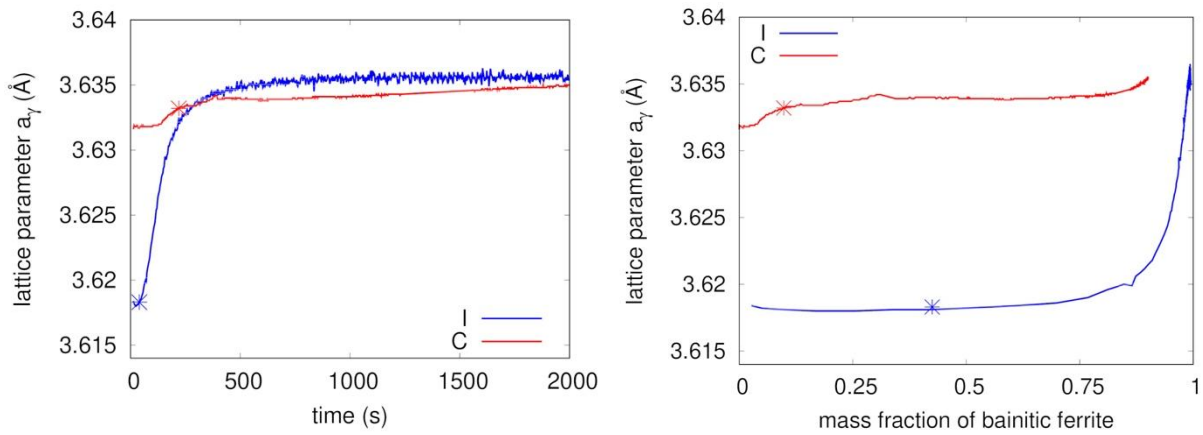 3.64
3.635
3.63
3.625
3.62
3.615
lattice parameter aγ (Å)
I
C
0
500
1000
1500
2000
time (s)
3.64
3.635
3.63
3.625
3.62
3.615
lattice parameter aγ (Å)
I
C
0
0.25
0.5
0.75
1
mass fraction of bainitic ferrite